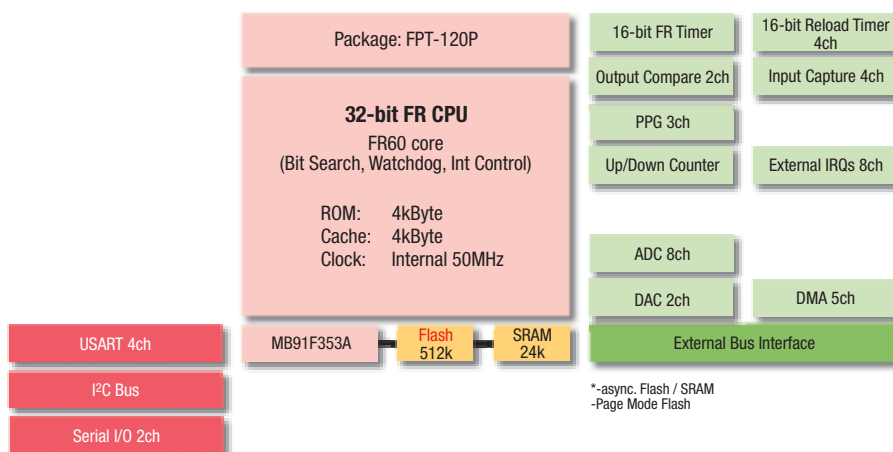 Package: FPT-120P
32-bit FR CPU
FR60 core
(Bit Search, Watchdog, Int Control)
ROM: 4kByte
Cache: 4kByte
Clock: Internal 50MHz
16-bit FR Timer
16-bit Reload Timer
4ch
Output Compare 2ch
Input Capture 4ch
PPG 3ch
Up/Down Counter
External IRQs 8ch
ADC 8ch
DAC 2ch
DMA 5ch
USART 4ch
MB91F353A
Flash
512k
SRAM
24k
External Bus Interface
I²C Bus
Serial I/O 2ch
*-async. Flash / SRAM
-Page Mode Flash